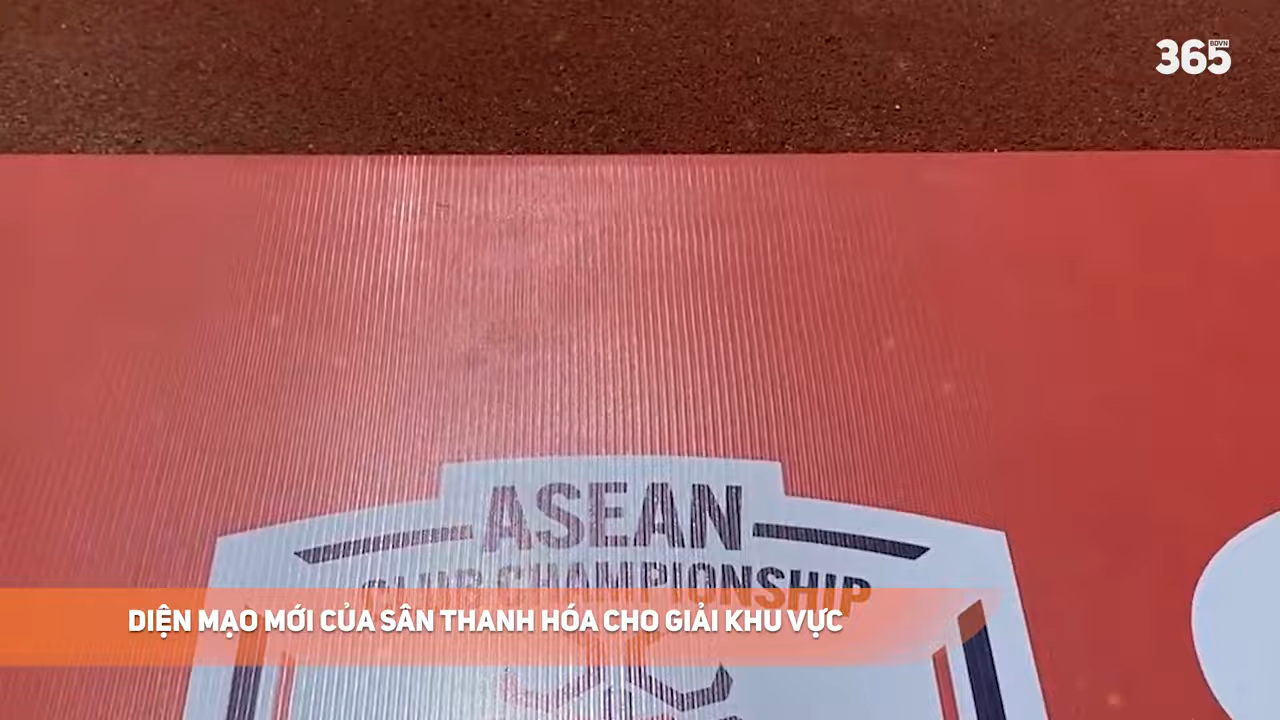 365
BDVN
ASEAN
CLUB CHAMPIONSHIP
DIỆN MẠO MỚI CỦA SÂN THANH HÓA CHO GIẢI KHU VỰC